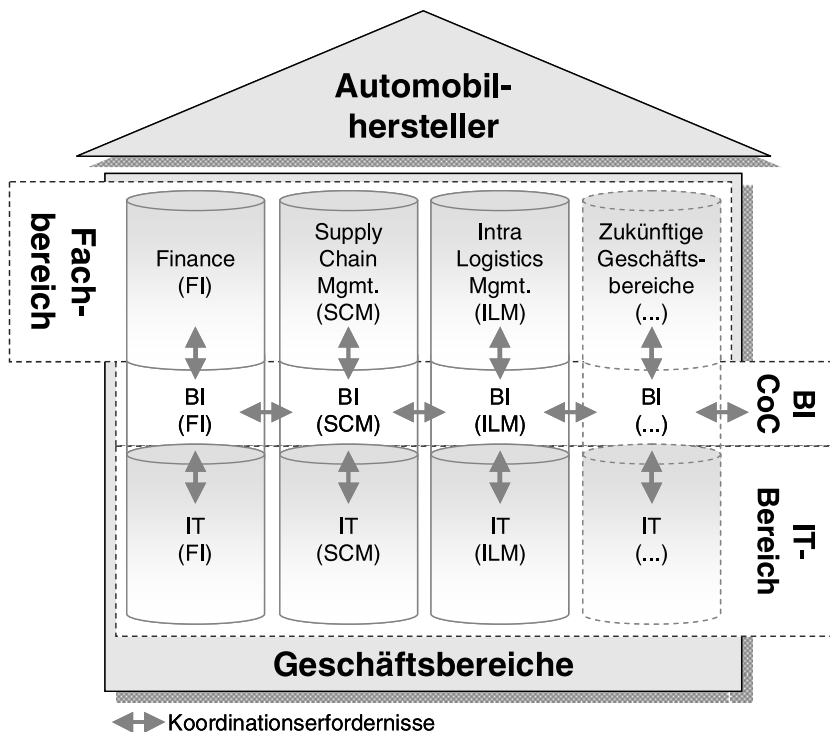 Automobil-
hersteller
Fach-
bereich
Finance
(FI)
Supply
Chain
Mgmt.
(SCM)
Intra
Logistics
Mgmt.
(ILM)
Zukünftige
Geschäfts-
bereiche
(...)
BI
(FI)
BI
(SCM)
BI
(ILM)
BI
(...)
BI
CoC
IT
(FI)
IT
(SCM)
IT
(ILM)
IT
(...)
IT-
Bereich
Geschäftsbereiche
Koordinationserfordernisse